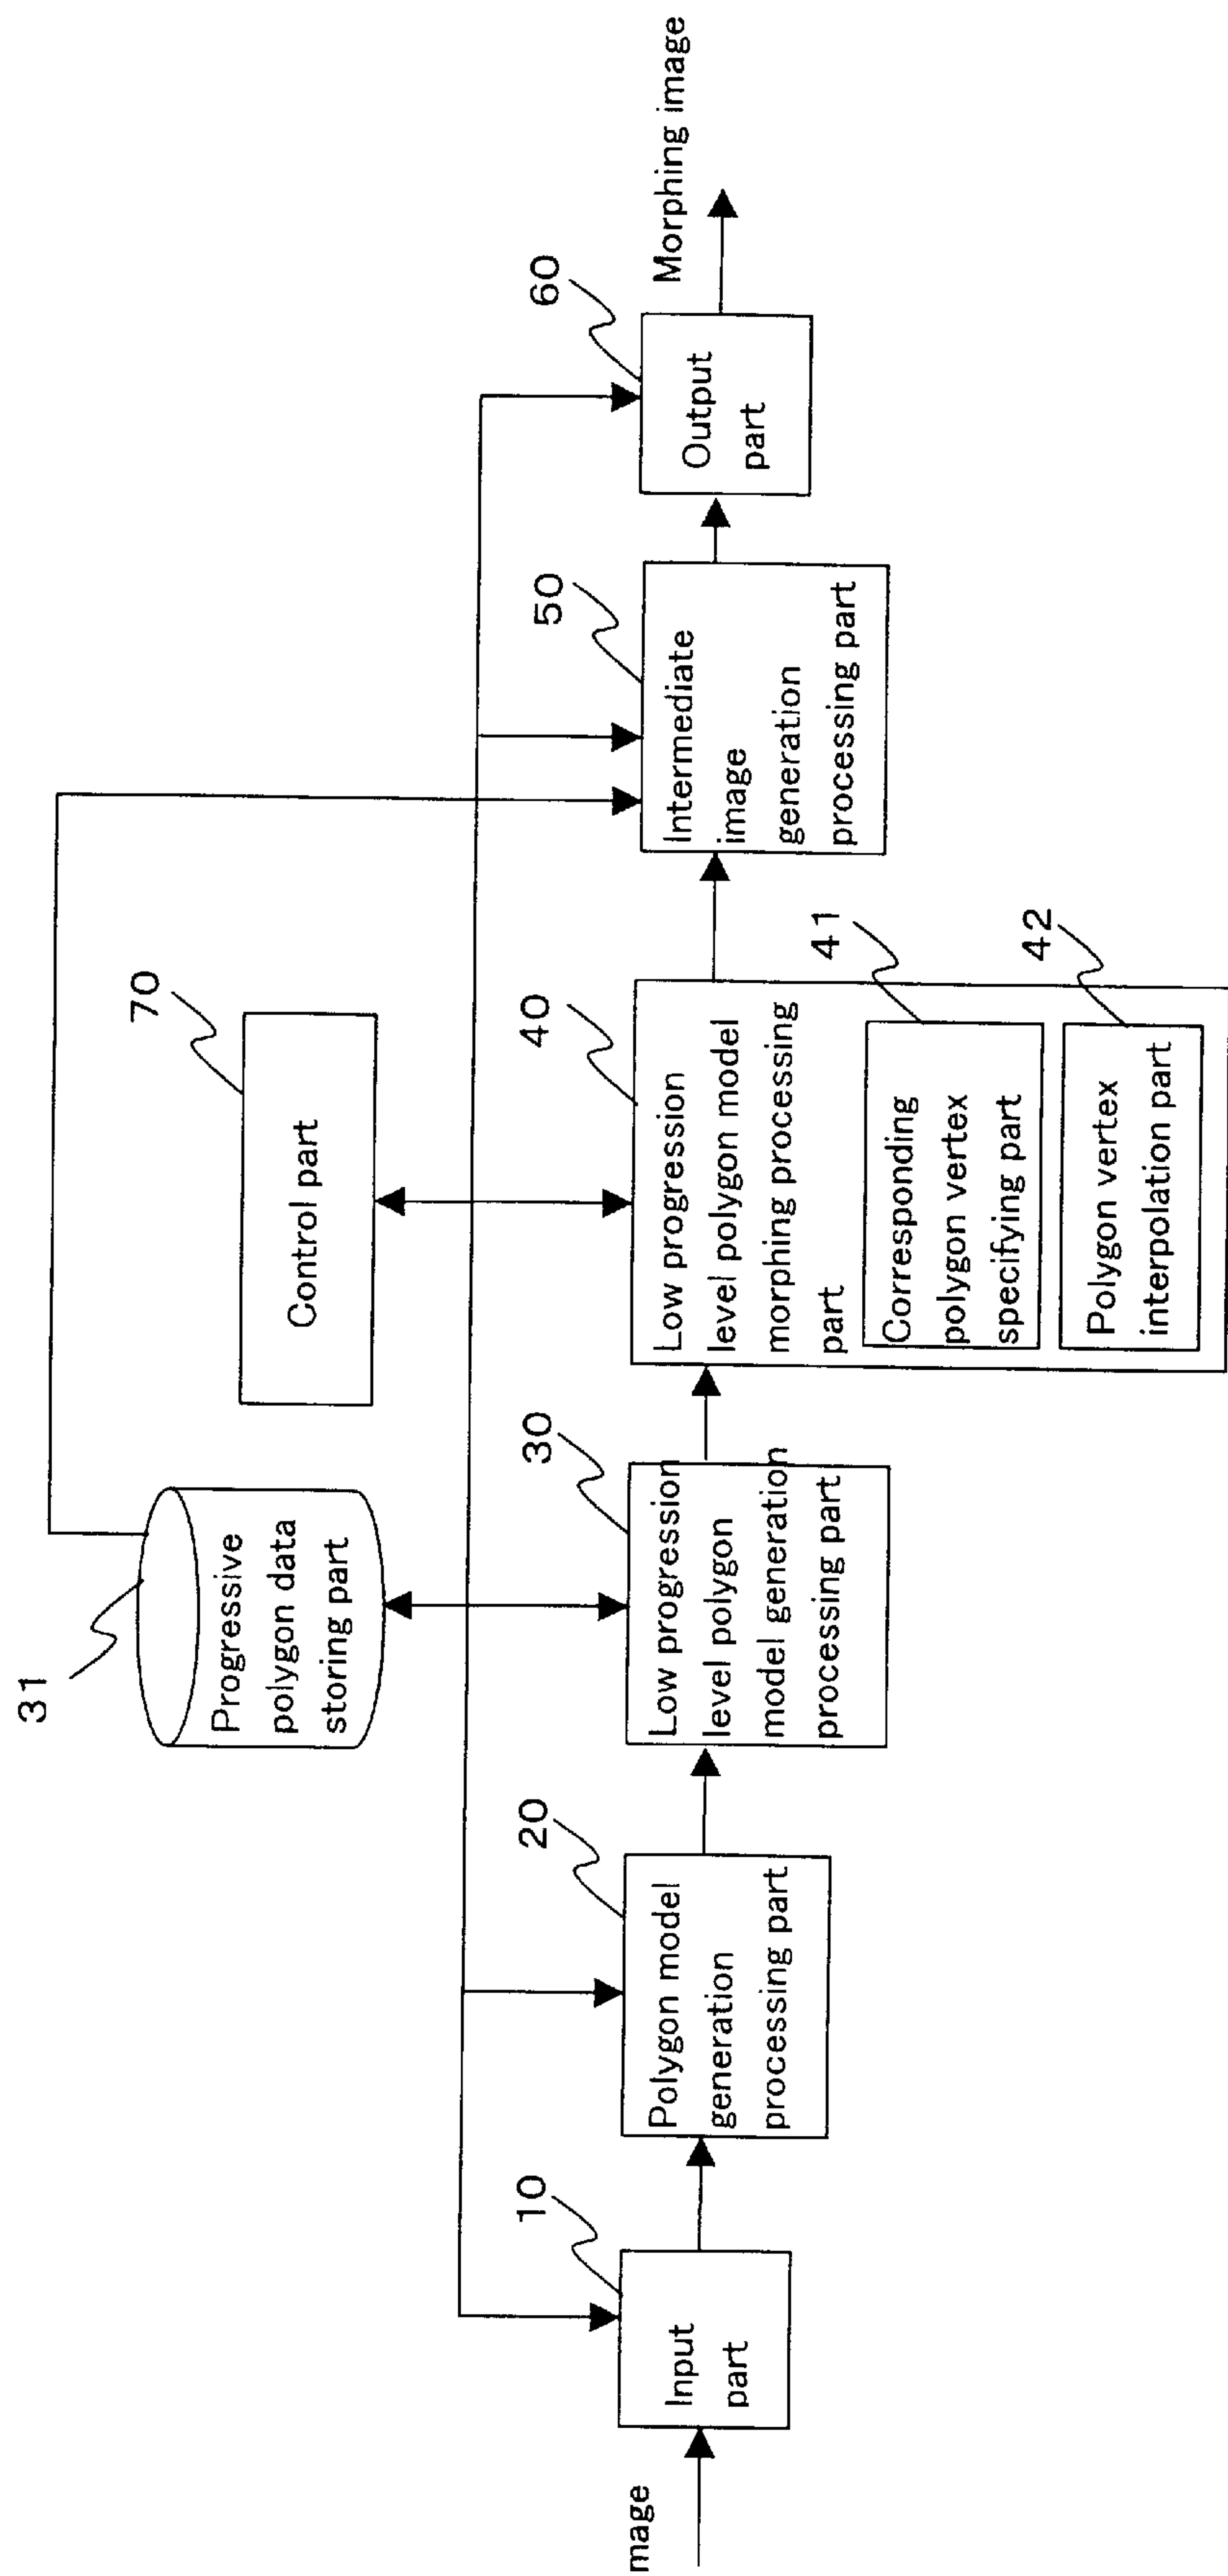 31
Progressive
polygon data
storing part
70
Control part
mage
10
Input
part
20
Polygon model
generation
processing part
30
Low progression
level polygon
model generation
processing part
40
Low progression
level polygon model
morphing processing
part
41
Corresponding
polygon vertex
specifying part
42
Polygon vertex
interpolation part
50
Intermediate
image
generation
processing part
60
Output
part
Morphing image